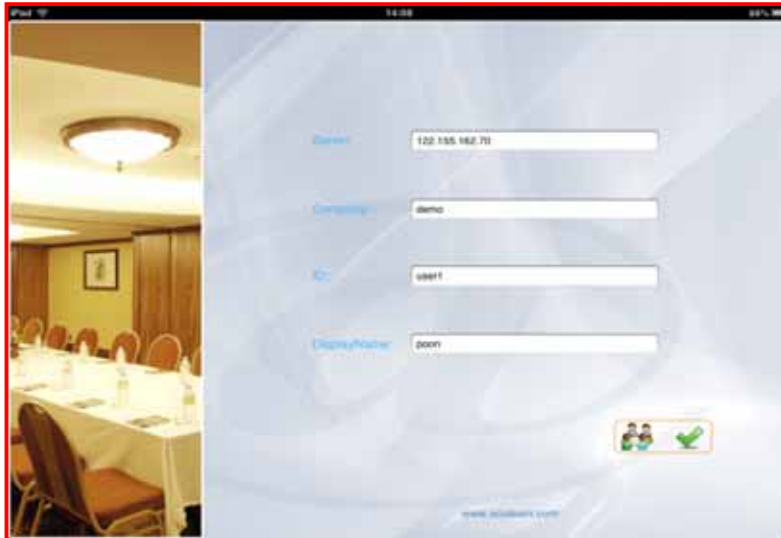 iPad 14:08
Server: 122.155.162.70
Company: demo
ID: user1
DisplayName: poon